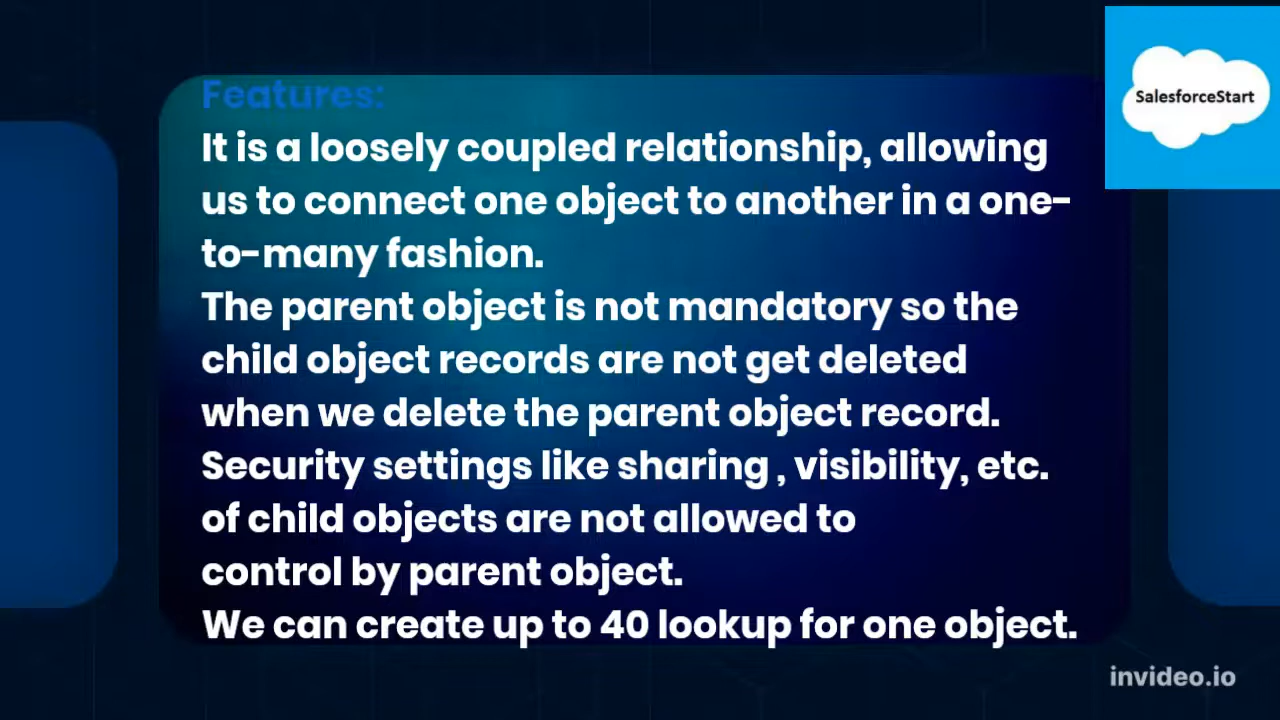 SalesforceStart
Features:
It is a loosely coupled relationship, allowing
us to connect one object to another in a one-
to-many fashion.
The parent object is not mandatory so the
child object records are not get deleted
when we delete the parent object record.
Security settings like sharing , visibility, etc.
of child objects are not allowed to
control by parent object.
We can create up to 40 lookup for one object.
invideo.io